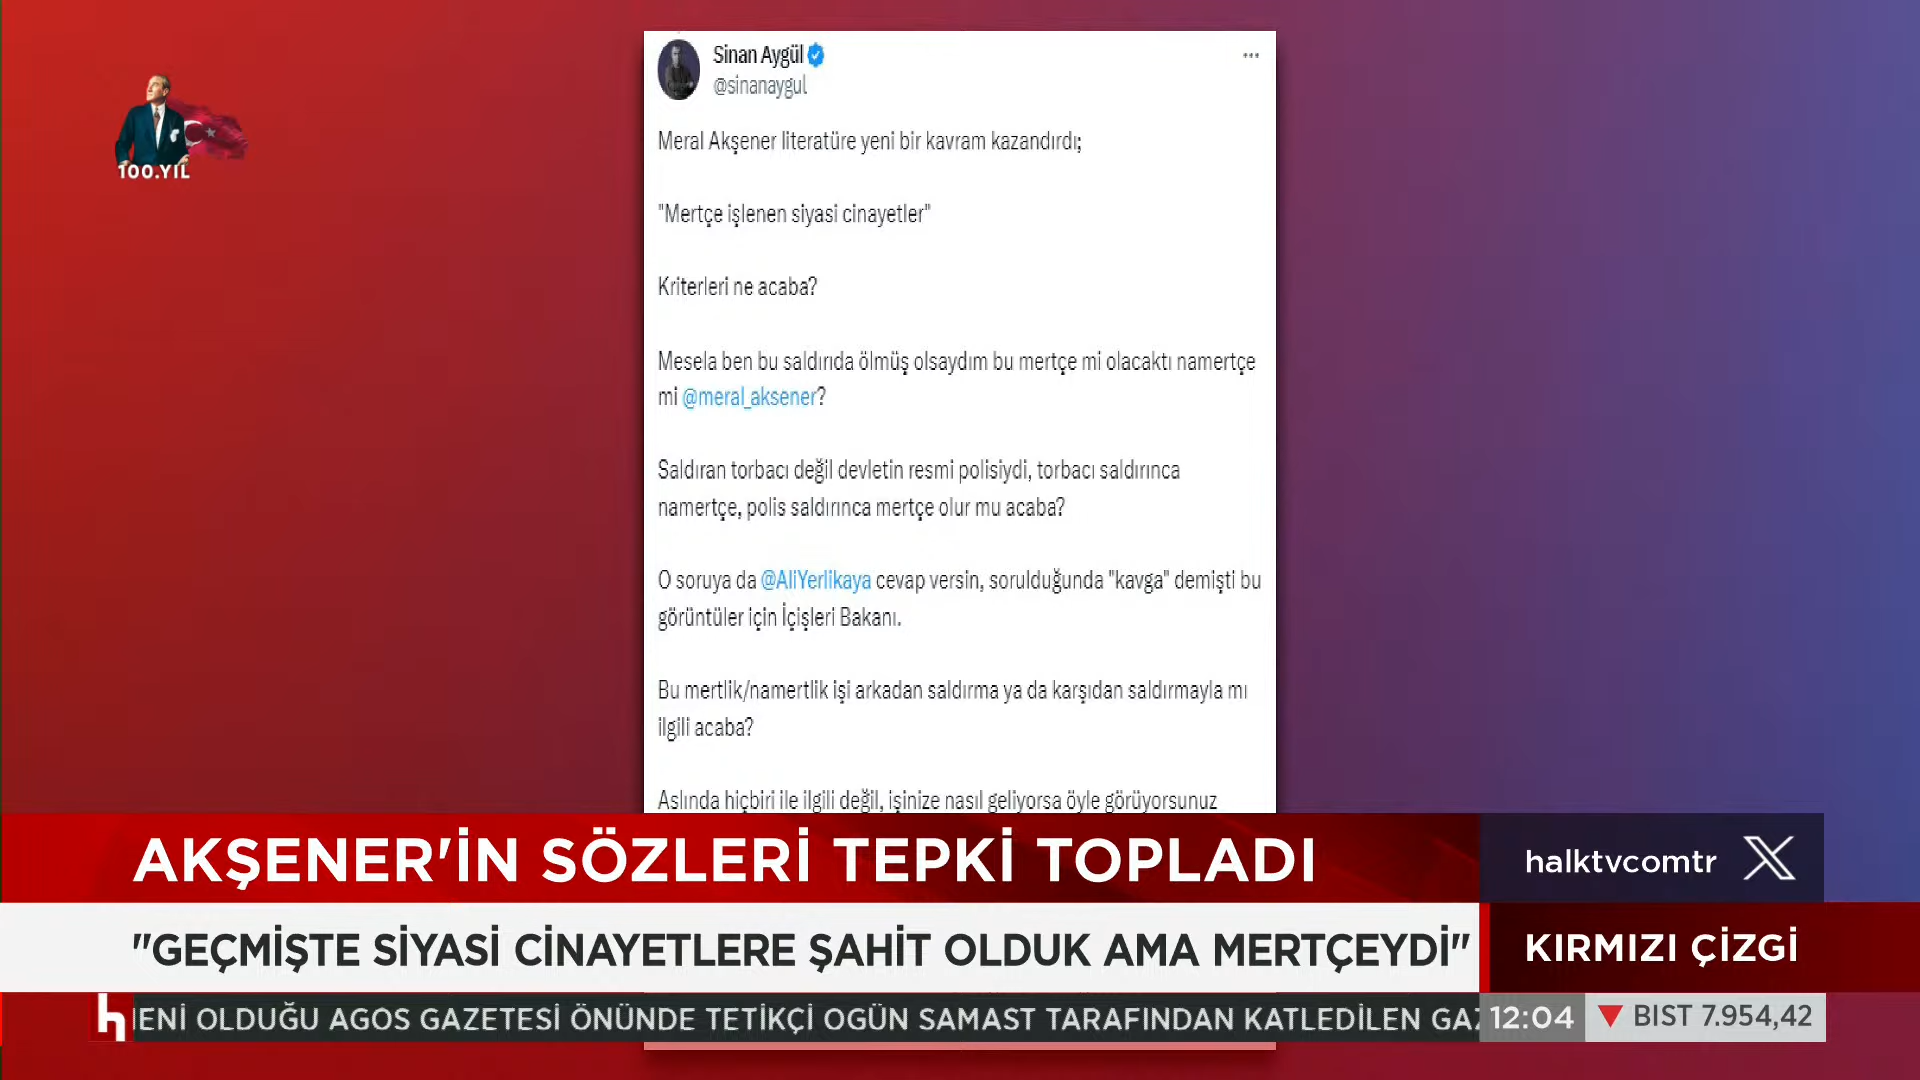 100.YIL
Sinan Aygül
@sinanaygul
Meral Akşener literatüre yeni bir kavram kazandırdı;
"Mertçe işlenen siyasi cinayetler"
Kriterleri ne acaba?
Mesela ben bu saldırıda ölmüş olsaydım bu mertçe mi olacaktı namertçe
mi @meral_aksener?
Saldıran torbacı değil devletin resmi polisiydi, torbacı saldırınca
namertçe, polis saldırınca mertçe olur mu acaba?
O soruya da @AliYerlikaya cevap versin, sorulduğunda "kavga" demişti bu
görüntüler için İçişleri Bakanı.
Bu mertlik/namertlik işi arkadan saldırma ya da karşıdan saldırmayla mı
ilgili acaba?
Aslında hiçbiri ile ilgili değil, işinize nasıl geliyorsa öyle görüyorsunuz
AKŞENER'İN SÖZLERİ TEPKİ TOPLADI
halktvcomtr X
"GEÇMİŞTE SİYASİ CİNAYETLERE ŞAHİT OLDUK AMA MERTÇEYDİ"
KIRMIZI ÇİZGİ
h
OLDUĞU AGOS GAZETESİ ÖNÜNDE TETİKÇİ OGÜN SAMAST TARAFINDAN KATLEDİLEN
12:04
BIST 7.954,42